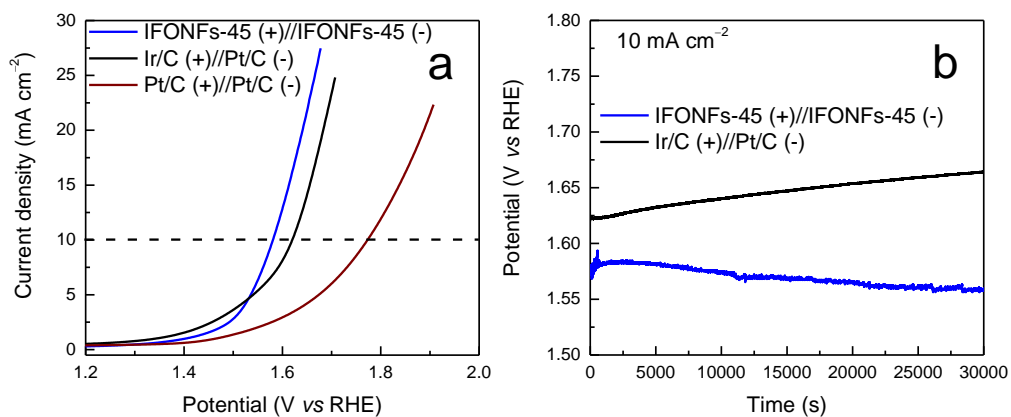 IFONFs-45 (+)//IFONFs-45 (-)
Ir/C (+)//Pt/C (-)
Pt/C (+)//Pt/C (-)
a
30
25
20
15
10
5
0
Current density (mA cm⁻²)
1.2 1.4 1.6 1.8 2.0
Potential (V vs RHE)
10 mA cm⁻²
b
IFONFs-45 (+)//IFONFs-45 (-)
Ir/C (+)//Pt/C (-)
1.80
1.75
1.70
1.65
1.60
1.55
1.50
Potential (V vs RHE)
0 5000 10000 15000 20000 25000 30000
Time (s)